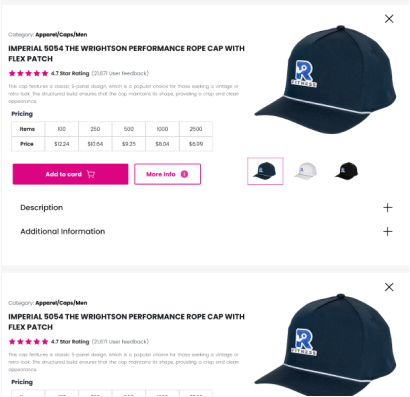 Category: Apparel/Caps/Men
IMPERIAL 5054 THE WRIGHTSON PERFORMANCE ROPE CAP WITH
FLEX PATCH
4.7 Star Rating (21,671 User feedback)
This cap features a classic 5-panel design, which is a popular choice for those seeking a vintage or
retro look. The structured build ensures that the cap maintains its shape, providing a crisp and clean
appearance.
Pricing
Items 100 250 500 1000 2500
Price $12.24 $10.64 $9.25 $8.04 $6.99
Add to card More Info
R
FITNESS
Description
Additional Information
Category: Apparel/Caps/Men
IMPERIAL 5054 THE WRIGHTSON PERFORMANCE ROPE CAP WITH
FLEX PATCH
4.7 Star Rating (21,671 User feedback)
This cap features a classic 5-panel design, which is a popular choice for those seeking a vintage or
retro look. The structured build ensures that the cap maintains its shape, providing a crisp and clean
appearance.
Pricing
R
FITNESS